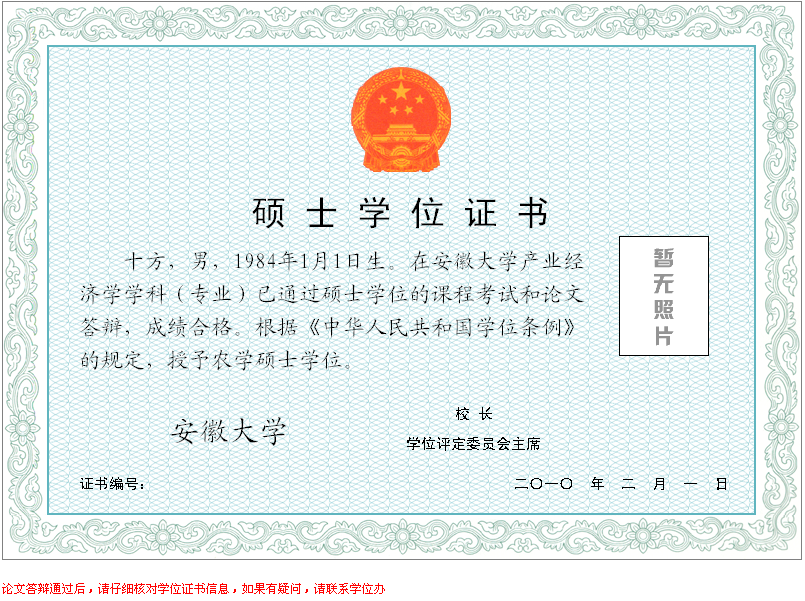 硕士学位证书
十方，男，1984年1月1日生。在安徽大学产业经
济学学科（专业）已通过硕士学位的课程考试和论文
答辩，成绩合格。根据《中华人民共和国学位条例》
的规定，授予农学硕士学位。
暂无照片
校 长
安徽大学
学位评定委员会主席
证书编号：
二〇一〇 年 二 月 一 日
论文答辩通过后，请仔细核对学位证书信息，如果有疑问，请联系学位办